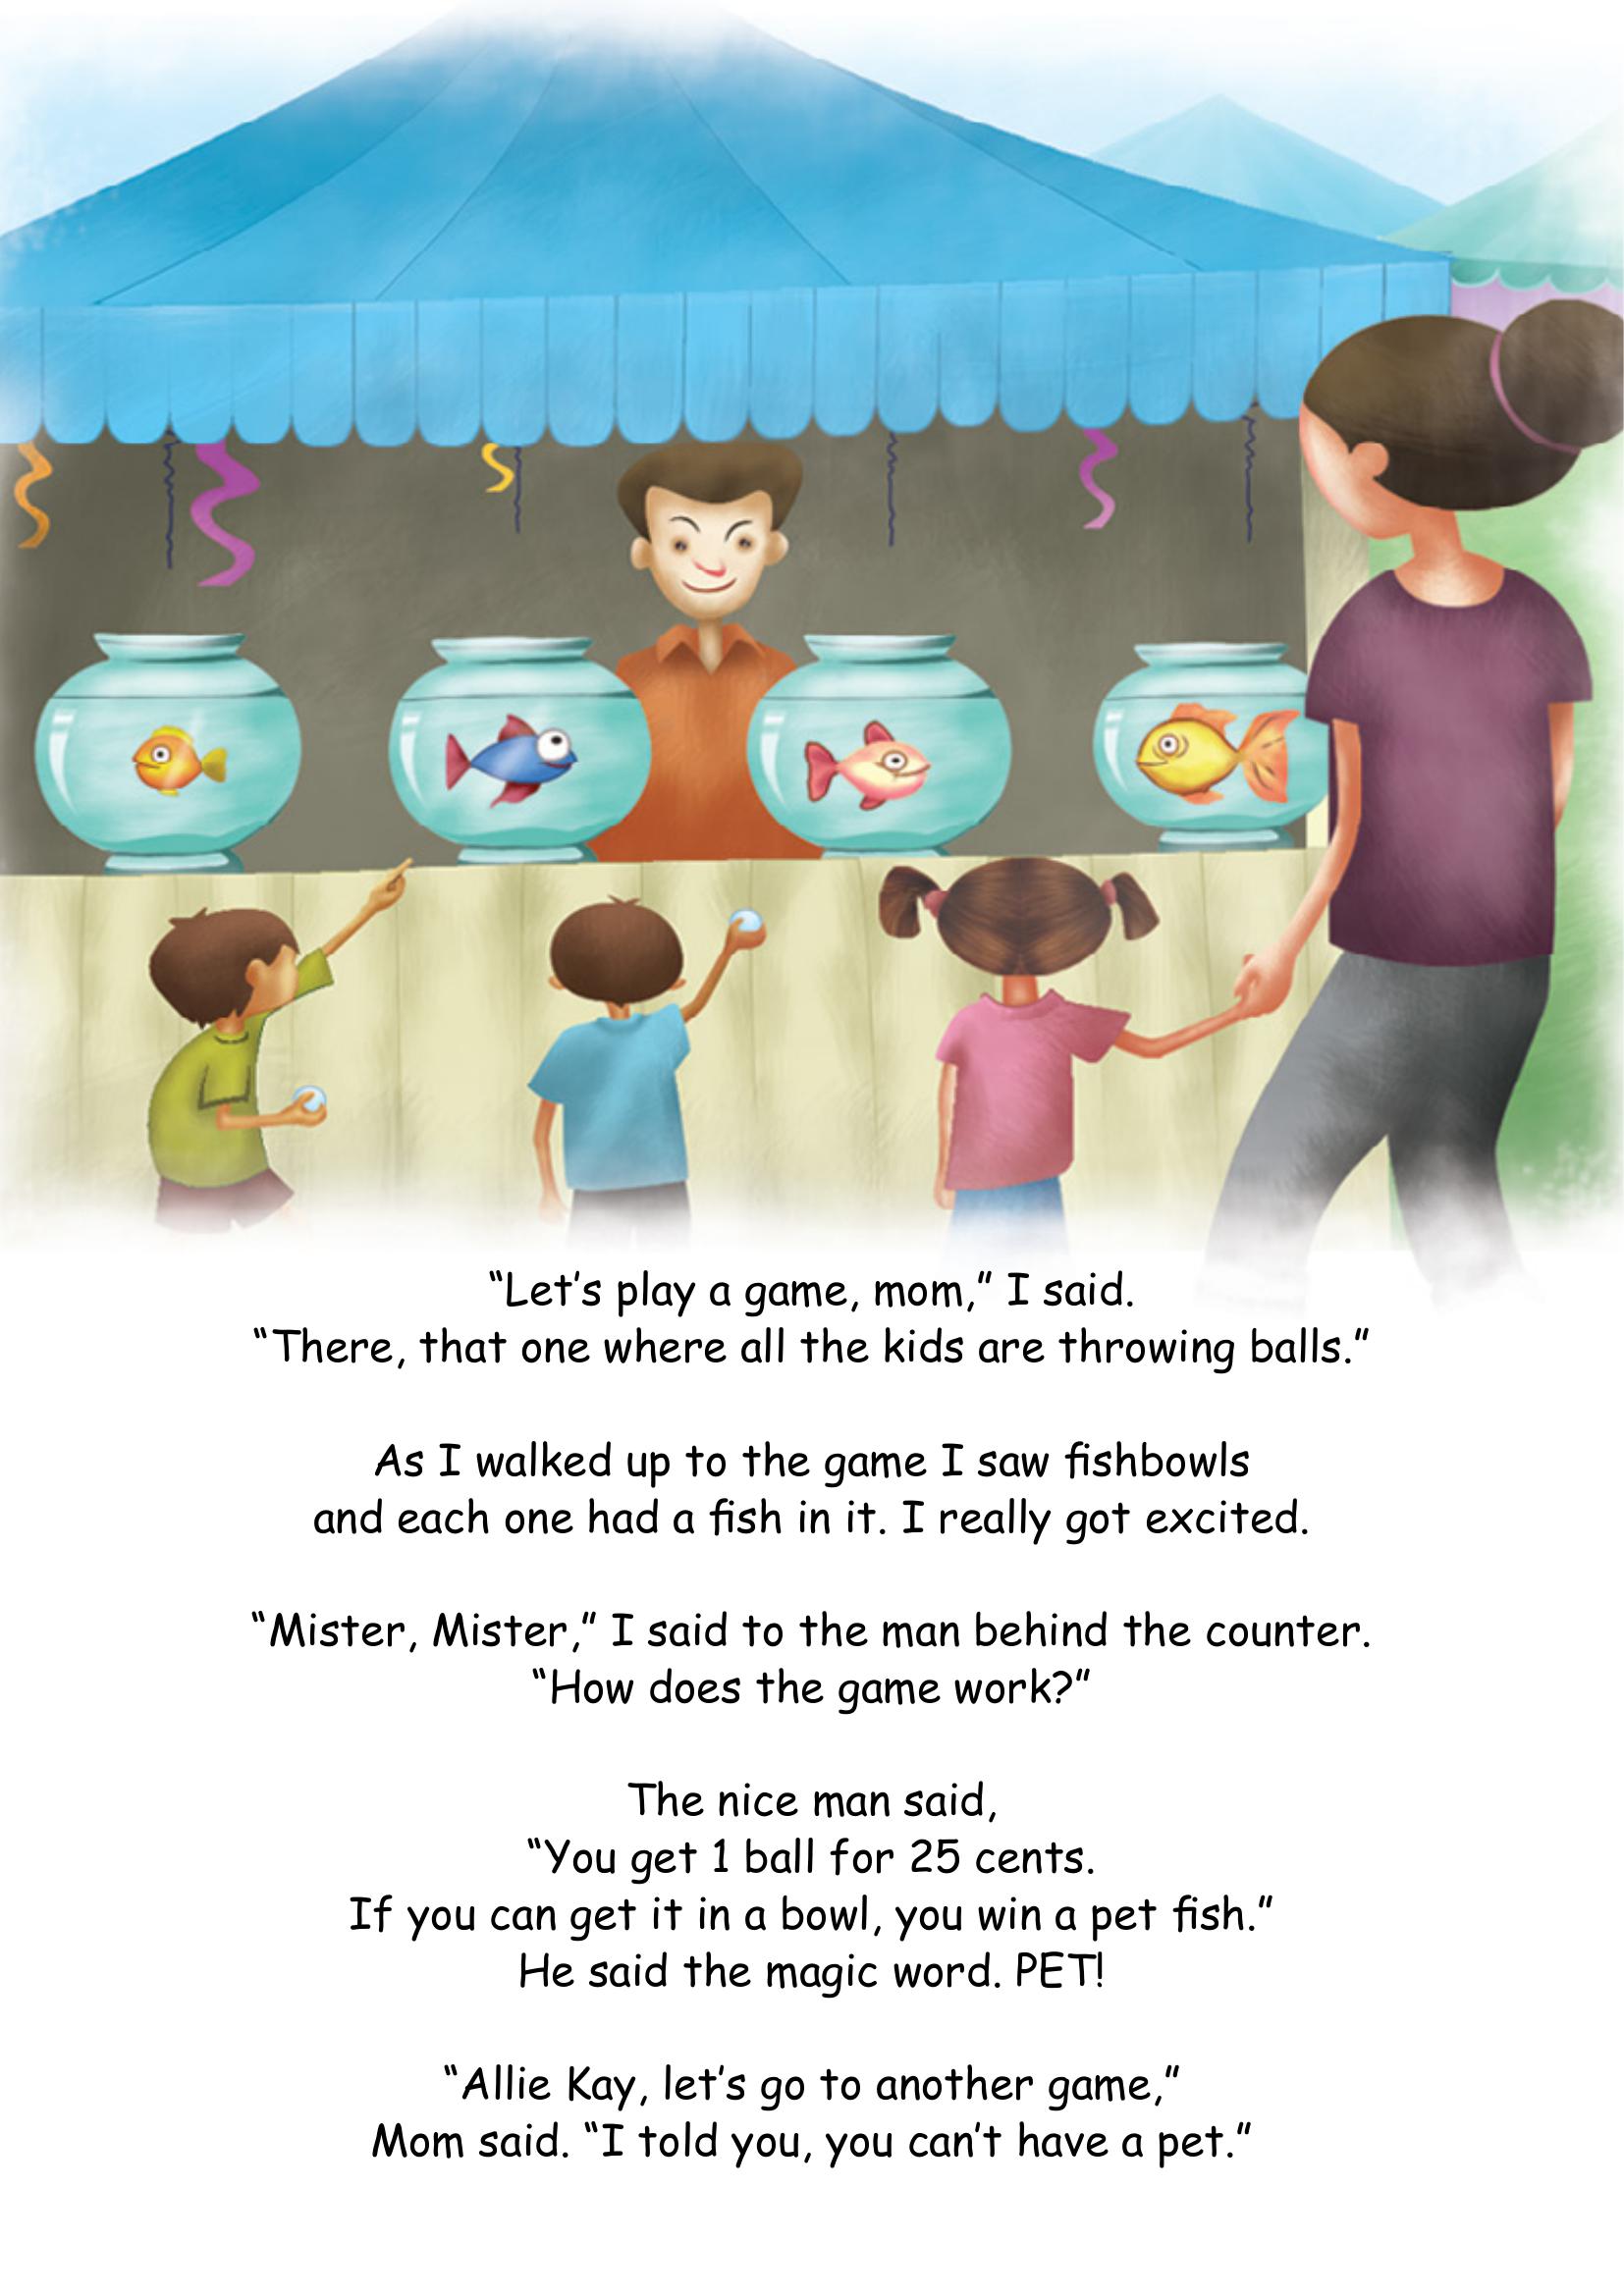 “Let’s play a game, mom,” I said.
“There, that one where all the kids are throwing balls.”
As I walked up to the game I saw fishbowls
and each one had a fish in it. I really got excited.
“Mister, Mister,” I said to the man behind the counter.
“How does the game work?”
The nice man said,
“You get 1 ball for 25 cents.
If you can get it in a bowl, you win a pet fish.”
He said the magic word. PET!
“Allie Kay, let’s go to another game,”
Mom said. “I told you, you can’t have a pet.”